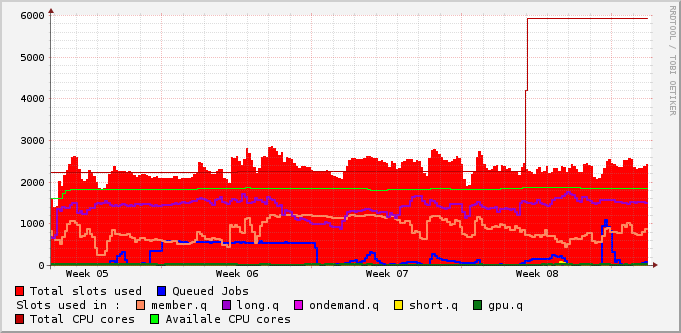 RRDTOOL / TOBI OETIKER
6000
5000
4000
3000
2000
1000
0
Week 05 Week 06 Week 07 Week 08
Total slots used Queued Jobs
Slots used in : member.q long.q ondemand.q short.q gpu.q
Total CPU cores Availale CPU cores